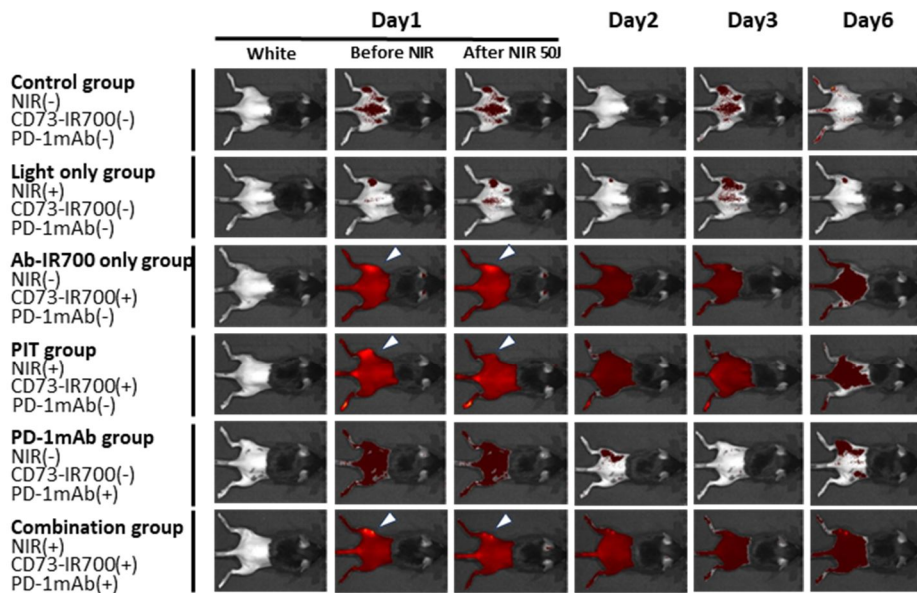 Day1 Day2 Day3 Day6
White Before NIR After NIR 50J
Control group
NIR(-)
CD73-IR700(-)
PD-1mAb(-)
Light only group
NIR(+)
CD73-IR700(-)
PD-1mAb(-)
Ab-IR700 only group
NIR(-)
CD73-IR700(+)
PD-1mAb(-)
PIT group
NIR(+)
CD73-IR700(+)
PD-1mAb(-)
PD-1mAb group
NIR(-)
CD73-IR700(-)
PD-1mAb(+)
Combination group
NIR(+)
CD73-IR700(+)
PD-1mAb(+)